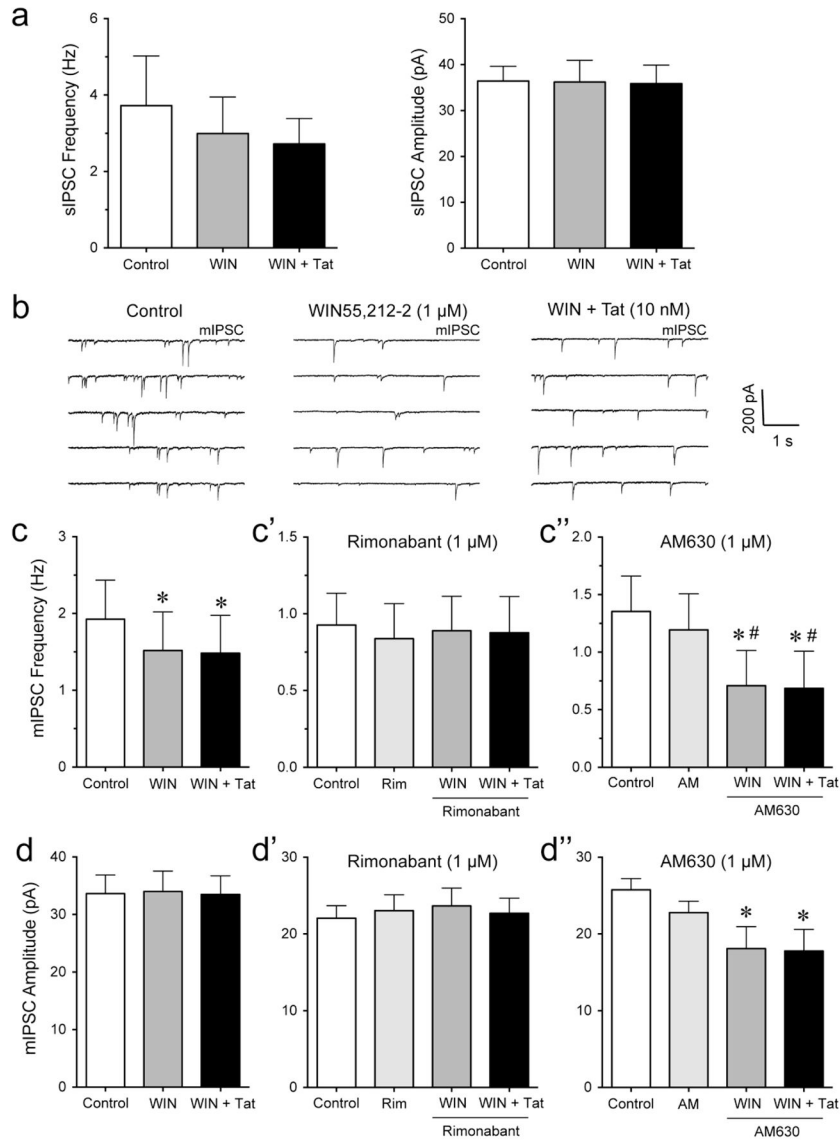 a
sIPSC Frequency (Hz)
6
4
2
0
Control WIN WIN + Tat
sIPSC Amplitude (pA)
50
40
30
20
10
0
Control WIN WIN + Tat
b
Control
mIPSC
WIN55,212-2 (1 µM)
mIPSC
WIN + Tat (10 nM)
mIPSC
200 pA
1 s
c
mIPSC Frequency (Hz)
3
2
1
0
* *
Control WIN WIN + Tat
c'
Rimonabant (1 µM)
1.5
1.0
0.5
0.0
Control Rim WIN WIN + Tat
Rimonabant
c''
AM630 (1 µM)
2.0
1.5
1.0
0.5
0.0
* # * #
Control AM WIN WIN + Tat
AM630
d
mIPSC Amplitude (pA)
40
30
20
10
0
Control WIN WIN + Tat
d'
Rimonabant (1 µM)
30
20
10
0
Control Rim WIN WIN + Tat
Rimonabant
d''
AM630 (1 µM)
30
20
10
0
* *
Control AM WIN WIN + Tat
AM630